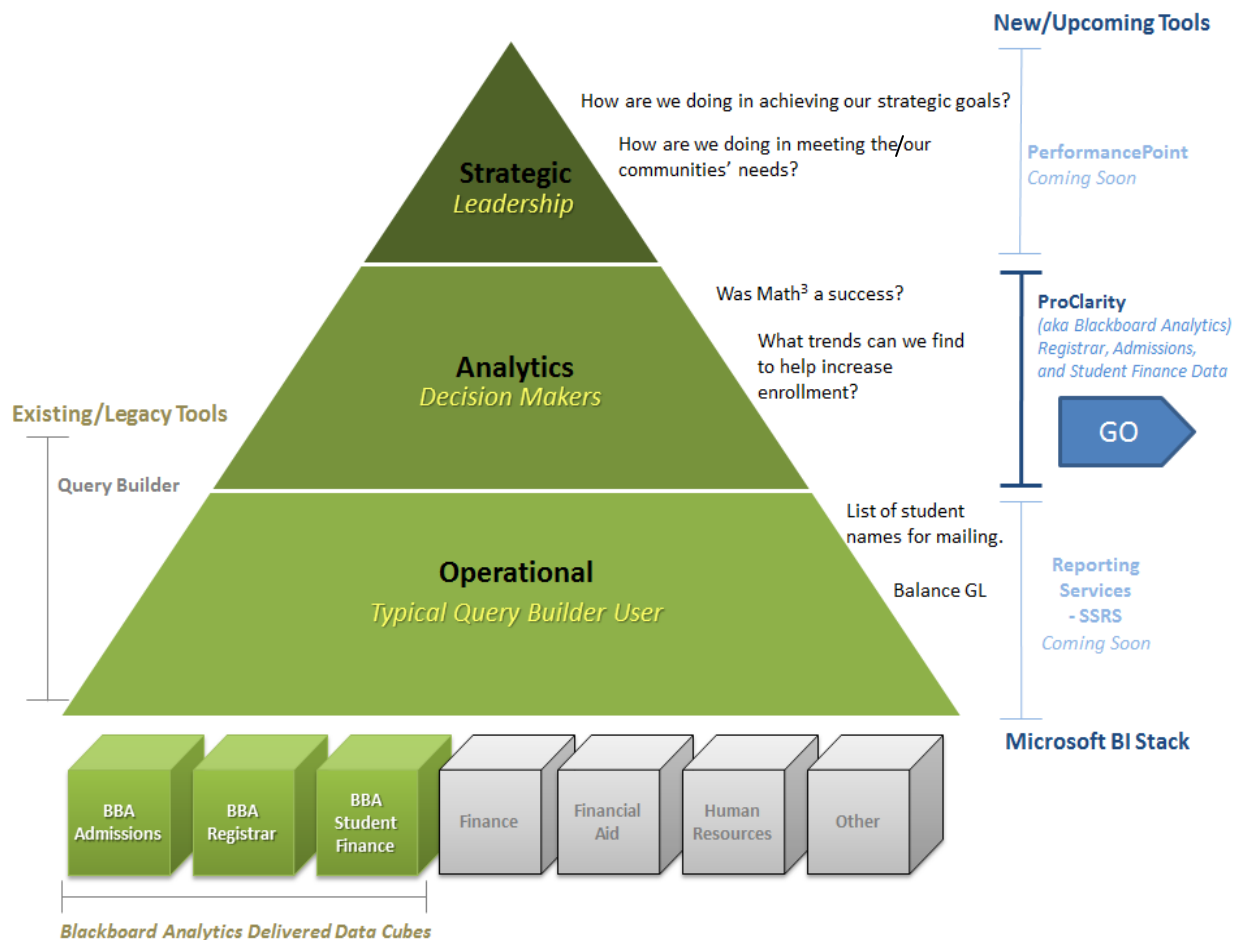 New/Upcoming Tools
How are we doing in achieving our strategic goals?
How are we doing in meeting the/our
communities’ needs?
PerformancePoint
Coming Soon
Strategic
Leadership
Was Math³ a success?
What trends can we find
to help increase
enrollment?
ProClarity
(aka Blackboard Analytics)
Registrar, Admissions,
and Student Finance Data
GO
Analytics
Decision Makers
Existing/Legacy Tools
Query Builder
List of student
names for mailing.
Balance GL
Operational
Typical Query Builder User
Reporting
Services
- SSRS
Coming Soon
Microsoft BI Stack
BBA
Admissions
BBA
Registrar
BBA
Student
Finance
Finance
Financial
Aid
Human
Resources
Other
Blackboard Analytics Delivered Data Cubes